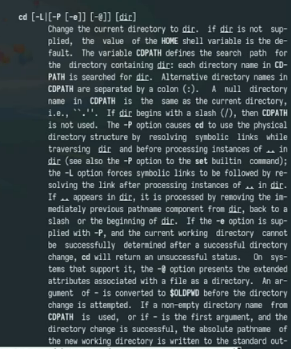 cd [-L|[-P [-e]] [-@]] [dir]
Change the current directory to dir. if dir is not sup-
plied, the value of the HOME shell variable is the de-
fault. The variable CDPATH defines the search path for
the directory containing dir: each directory name in CD-
PATH is searched for dir. Alternative directory names in
CDPATH are separated by a colon (:). A null directory
name in CDPATH is the same as the current directory,
i.e., ``.''. If dir begins with a slash (/), then CDPATH
is not used. The -P option causes cd to use the physical
directory structure by resolving symbolic links while
traversing dir and before processing instances of .. in
dir (see also the -P option to the set builtin command);
the -L option forces symbolic links to be followed by re-
solving the link after processing instances of .. in dir.
If .. appears in dir, it is processed by removing the im-
mediately previous pathname component from dir, back to a
slash or the beginning of dir. If the -e option is sup-
plied with -P, and the current working directory cannot
be successfully determined after a successful directory
change, cd will return an unsuccessful status. On sys-
tems that support it, the -@ option presents the extended
attributes associated with a file as a directory. An ar-
gument of - is converted to $OLDPWD before the directory
change is attempted. If a non-empty directory name from
CDPATH is used, or if - is the first argument, and the
directory change is successful, the absolute pathname of
the new working directory is written to the standard out-